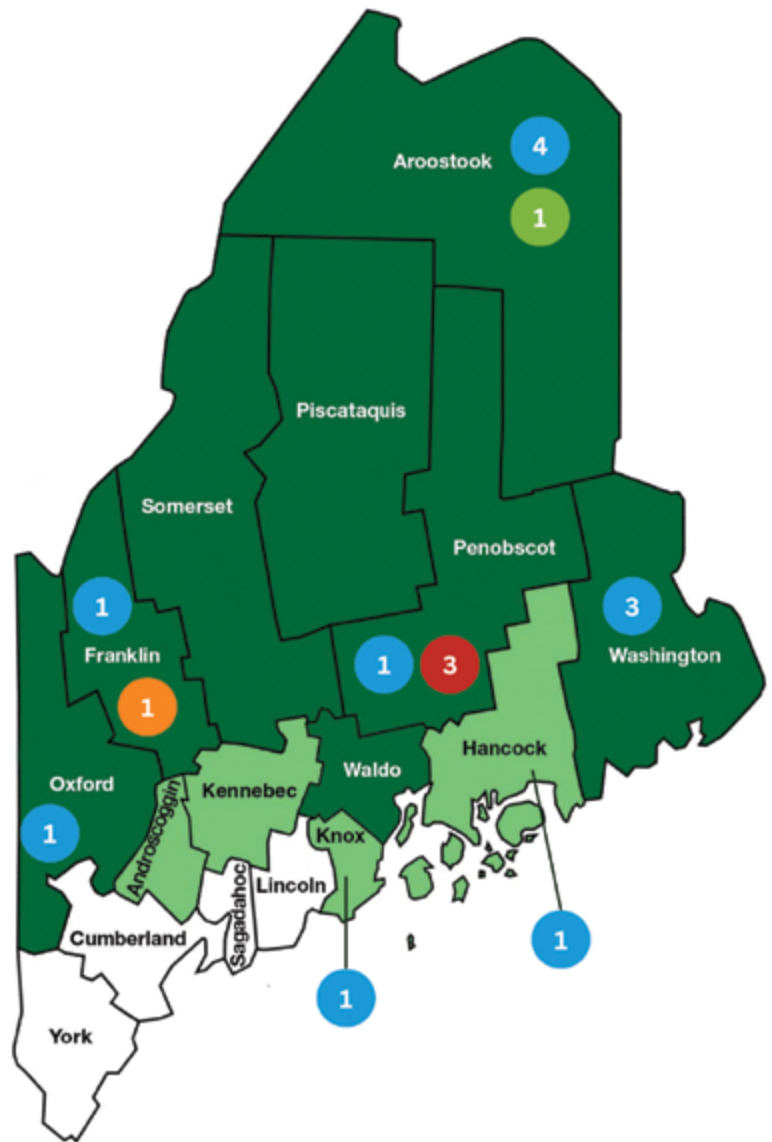 4
Aroostook
1
Piscataquis
Somerset
Penobscot
1
3
Franklin
Washington
1
3
1
Hancock
Oxford
Waldo
Kennebec
1
Androscoggin
Knox
Lincoln
Sagadahoc
Cumberland
1
1
York